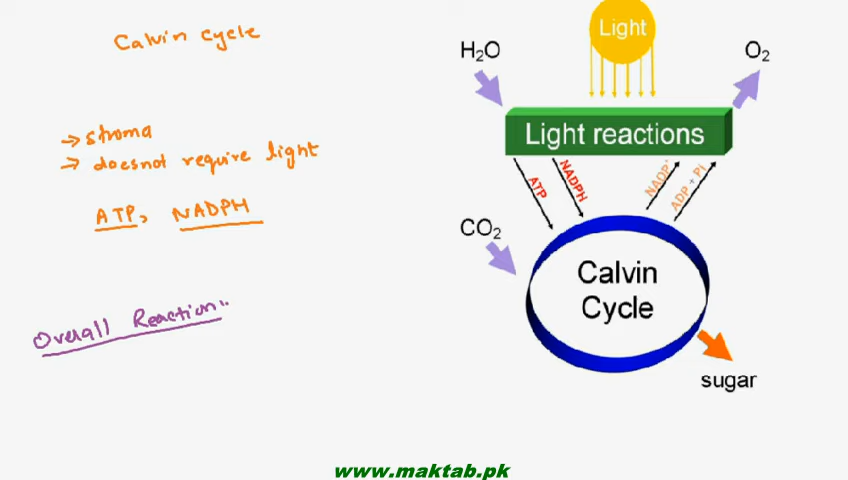 Calvin cycle
→ stroma
→ doesnot require light
ATP, NADPH
Overall Reaction:
Light
H2O
O2
Light reactions
ATP
NADPH
NADP+
ADP + Pi
CO2
Calvin
Cycle
sugar
www.maktab.pk